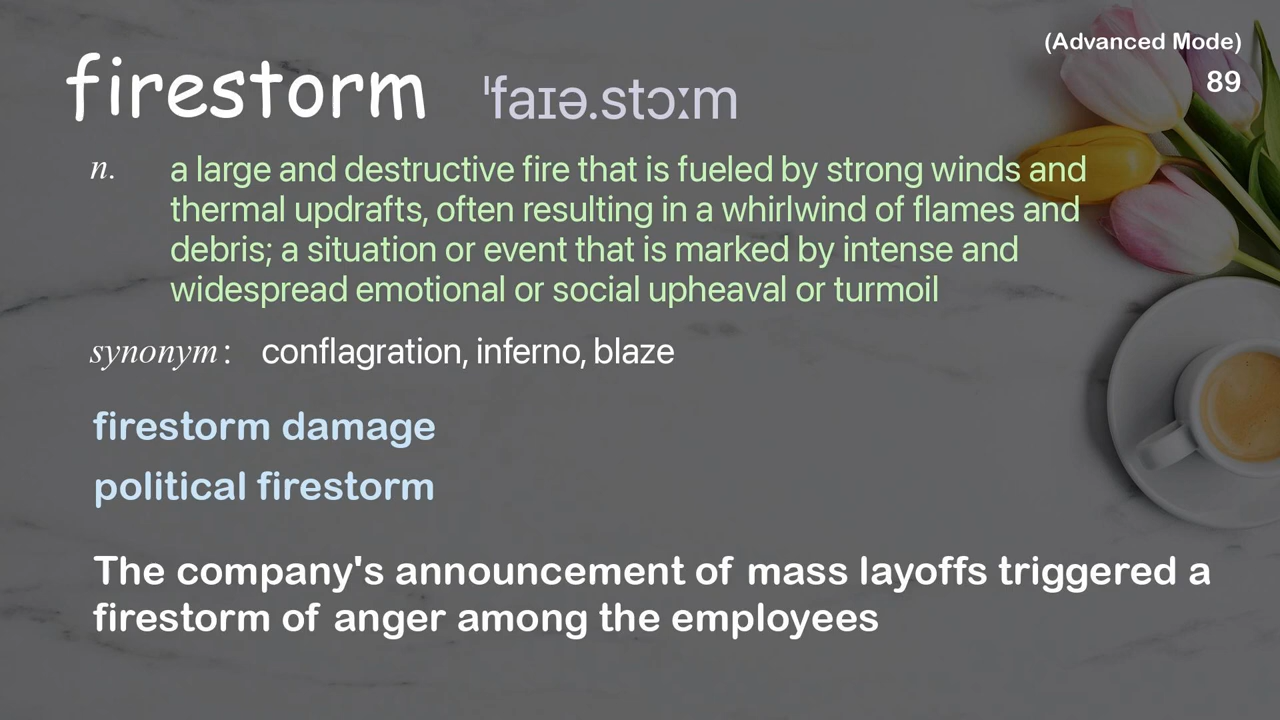 (Advanced Mode)
89
firestorm ˈfaɪə.stɔːm
n. a large and destructive fire that is fueled by strong winds and
thermal updrafts, often resulting in a whirlwind of flames and
debris; a situation or event that is marked by intense and
widespread emotional or social upheaval or turmoil
synonym: conflagration, inferno, blaze
firestorm damage
political firestorm
The company's announcement of mass layoffs triggered a
firestorm of anger among the employees